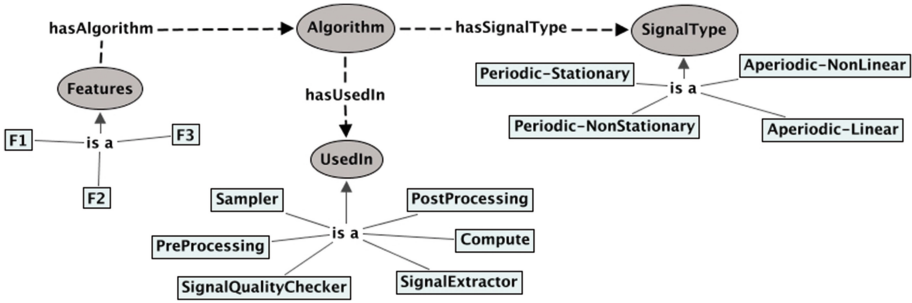 hasAlgorithm
Algorithm
hasSignalType
SignalType
Features
Periodic-Stationary
Aperiodic-NonLinear
is a
hasUsedIn
F1
is a
F3
Periodic-NonStationary
Aperiodic-Linear
UsedIn
F2
Sampler
PostProcessing
is a
PreProcessing
Compute
SignalQualityChecker
SignalExtractor